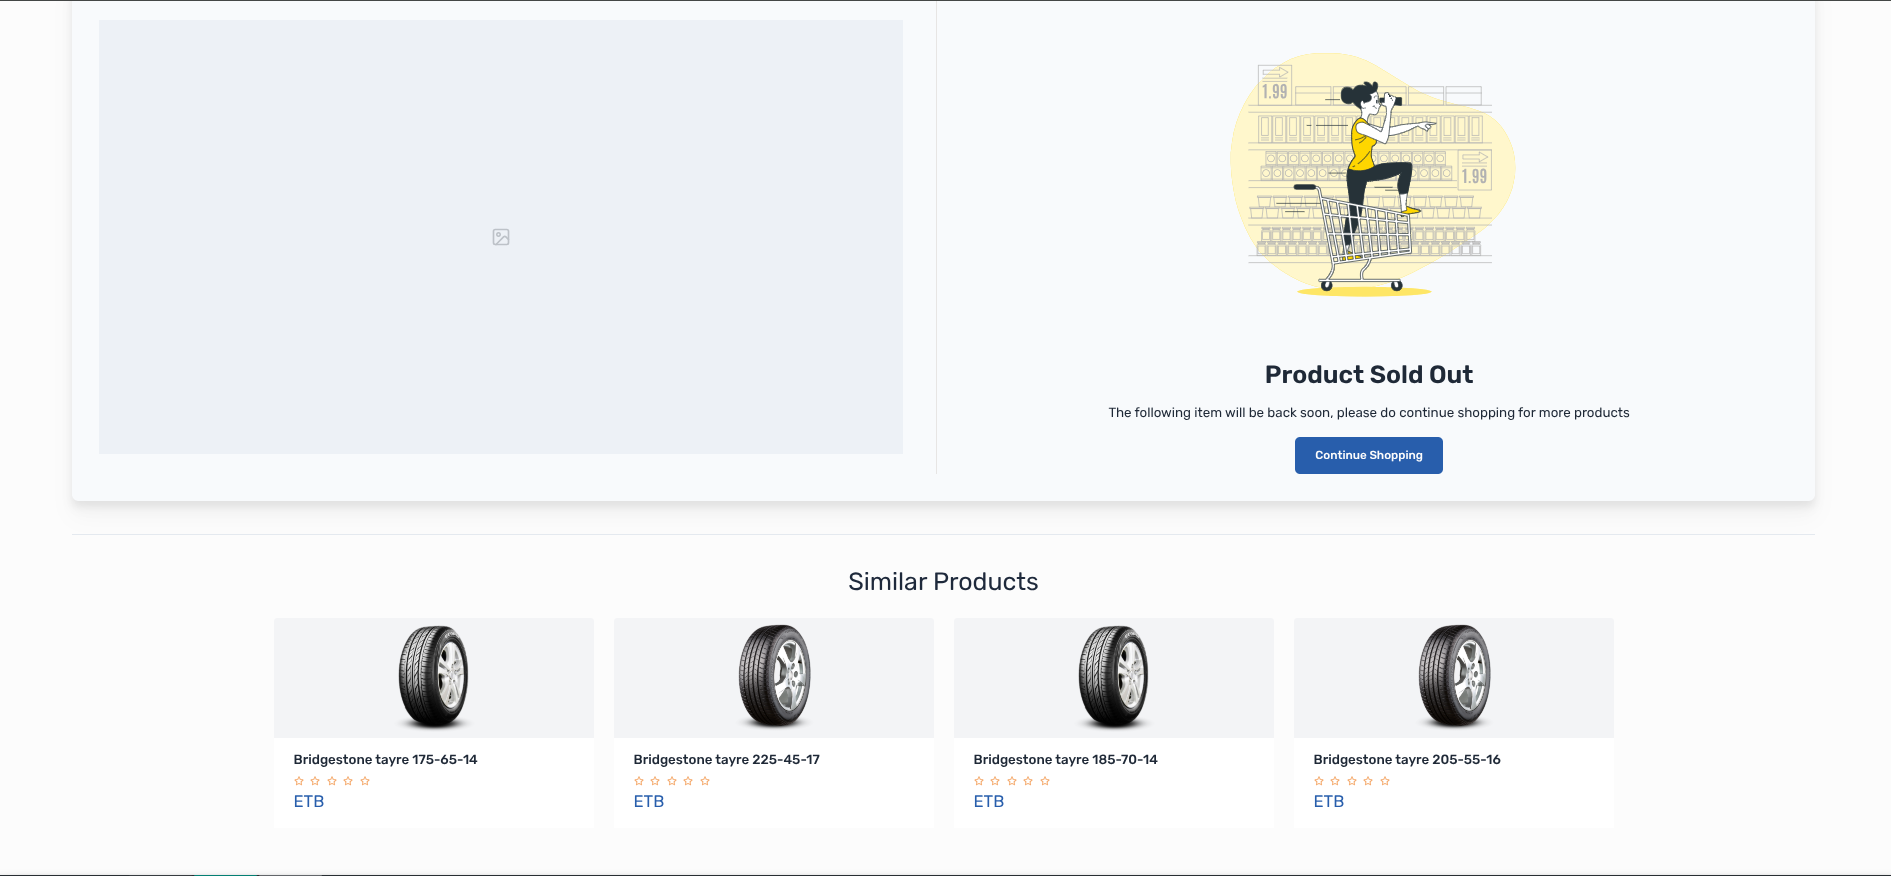 1.99
1.99
Product Sold Out
The following item will be back soon, please do continue shopping for more products
Continue Shopping
Similar Products
Bridgestone tayre 175-65-14
ETB
Bridgestone tayre 225-45-17
ETB
Bridgestone tayre 185-70-14
ETB
Bridgestone tayre 205-55-16
ETB